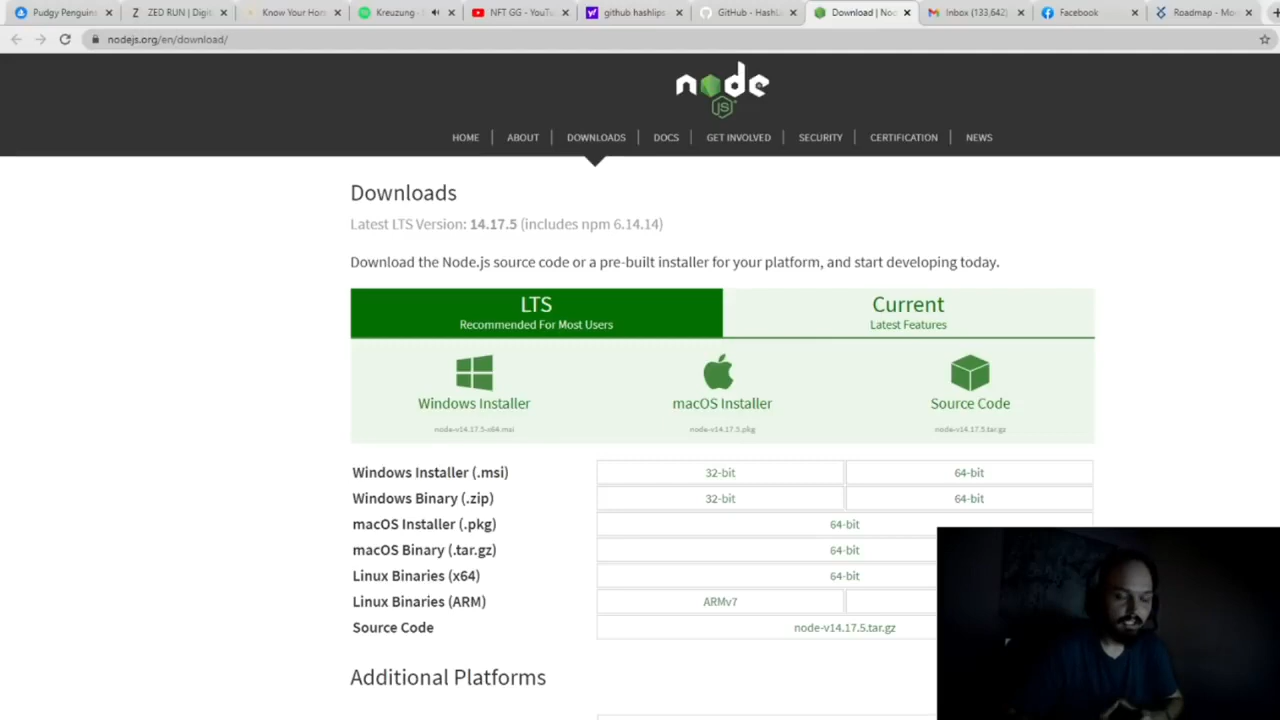 Pudgy Penguins
ZED RUN | Digit
Know Your Hor
Kreuzung -
NFT GG - YouTu
github hashlips
GitHub - HashL
Download | Nod
Inbox (133,642)
Facebook
Roadmap - Mo
nodejs.org/en/download/
node
JS
HOME
ABOUT
DOWNLOADS
DOCS
GET INVOLVED
SECURITY
CERTIFICATION
NEWS
Downloads
Latest LTS Version: 14.17.5 (includes npm 6.14.14)
Download the Node.js source code or a pre-built installer for your platform, and start developing today.
LTS
Recommended For Most Users
Current
Latest Features
Windows Installer
node-v14.17.5-x64.msi
macOS Installer
node-v14.17.5.pkg
Source Code
node-v14.17.5.tar.gz
Windows Installer (.msi) 32-bit 64-bit
Windows Binary (.zip) 32-bit 64-bit
macOS Installer (.pkg) 64-bit
macOS Binary (.tar.gz) 64-bit
Linux Binaries (x64) 64-bit
Linux Binaries (ARM) ARMv7
Source Code node-v14.17.5.tar.gz
Additional Platforms